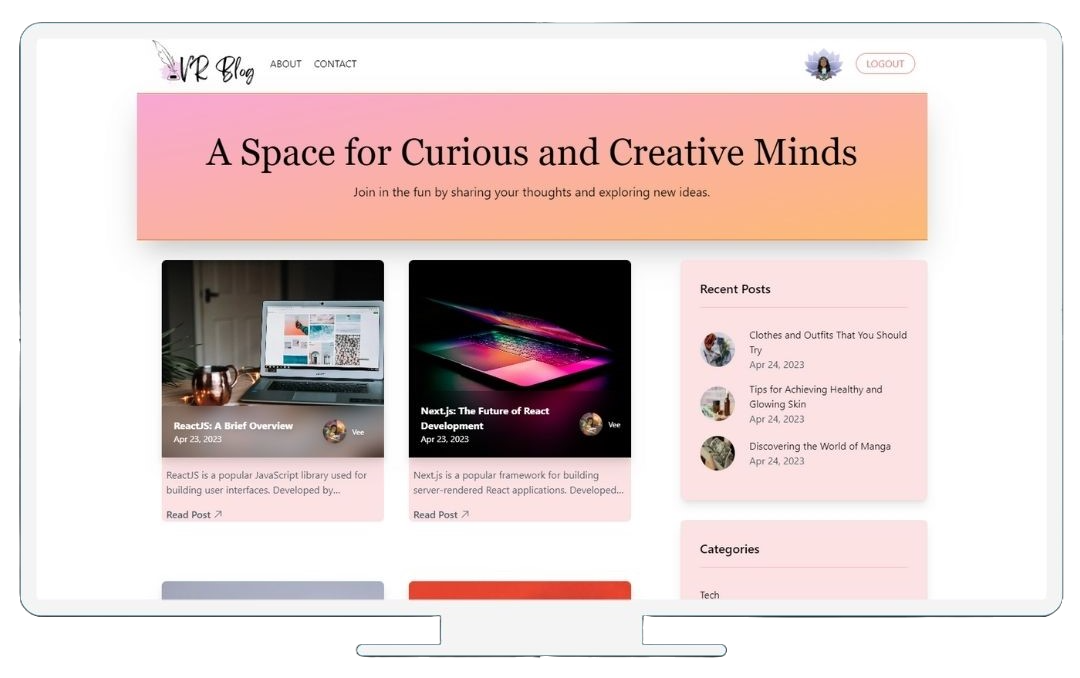 VR Blog
ABOUT
CONTACT
LOGOUT
A Space for Curious and Creative Minds
Join in the fun by sharing your thoughts and exploring new ideas.
ReactJS: A Brief Overview
Apr 23, 2023
Vee
ReactJS is a popular JavaScript library used for
building user interfaces. Developed by...
Read Post
Next.js: The Future of React
Development
Apr 23, 2023
Vee
Next.js is a popular framework for building
server-rendered React applications. Developed...
Read Post
Recent Posts
Clothes and Outfits That You Should
Try
Apr 24, 2023
Tips for Achieving Healthy and
Glowing Skin
Apr 24, 2023
Discovering the World of Manga
Apr 24, 2023
Categories
Tech